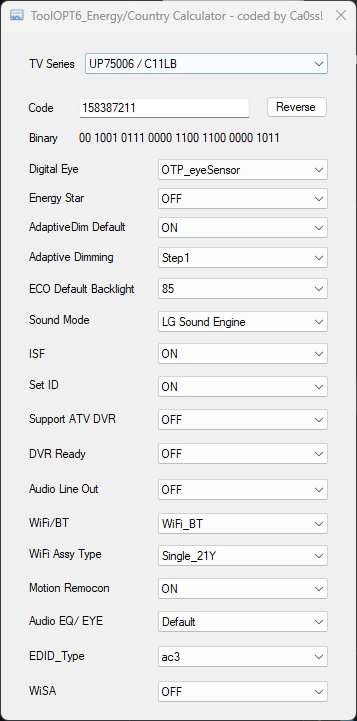 ToolOPT6_Energy/Country Calculator - coded by Ca0ss!
TV Series UP75006 / C11LB
Code 158387211 Reverse
Binary 00 1001 0111 0000 1100 1100 0000 1011
Digital Eye OTP_eyeSensor
Energy Star OFF
AdaptiveDim Default ON
Adaptive Dimming Step1
ECO Default Backlight 85
Sound Mode LG Sound Engine
ISF ON
Set ID ON
Support ATV DVR OFF
DVR Ready OFF
Audio Line Out OFF
WiFi/BT WiFi_BT
WiFi Assy Type Single_21Y
Motion Remocon ON
Audio EQ/ EYE Default
EDID_Type ac3
WiSA OFF